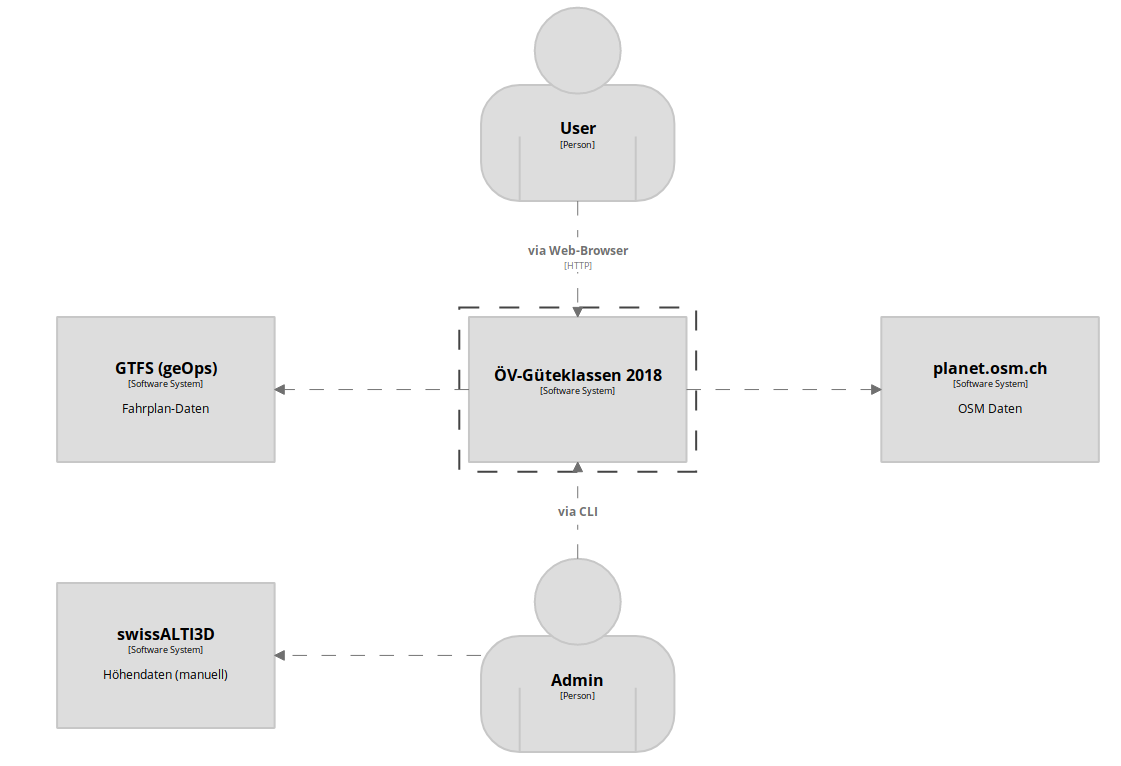 User
[Person]
via Web-Browser
[HTTP]
GTFS (geOps)
[Software System]
Fahrplan-Daten
ÖV-Güteklassen 2018
[Software System]
planet.osm.ch
[Software System]
OSM Daten
via CLI
swissALTI3D
[Software System]
Höhendaten (manuell)
Admin
[Person]